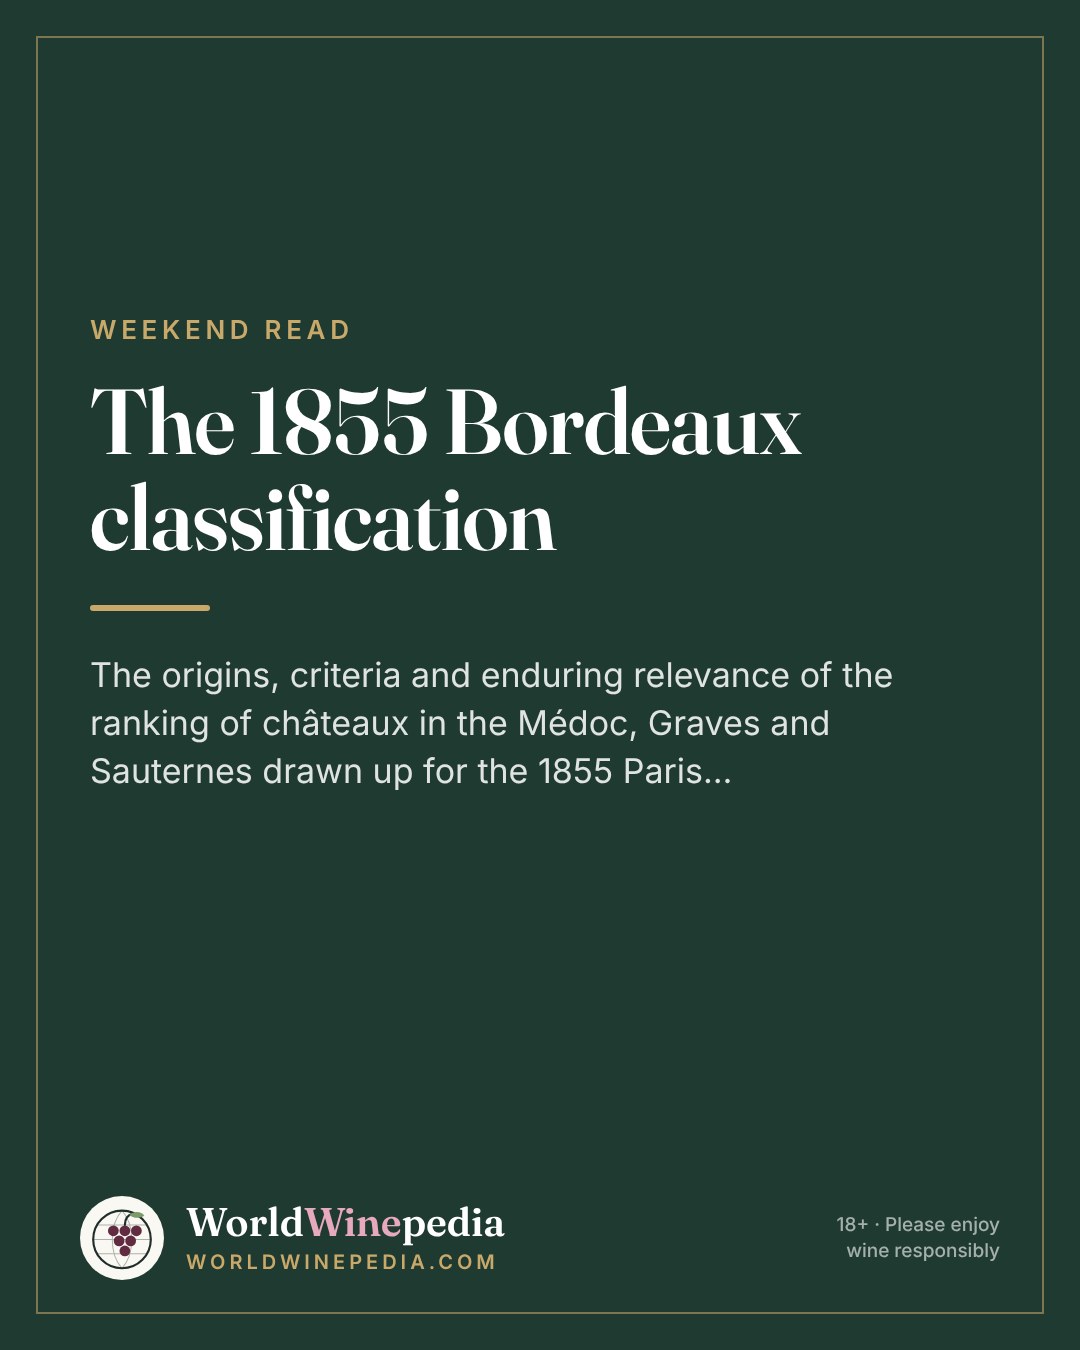 WEEKEND READ
The 1855 Bordeaux
classification
The origins, criteria and enduring relevance of the
ranking of châteaux in the Médoc, Graves and
Sauternes drawn up for the 1855 Paris...
WorldWinepedia
WORLDWINEPEDIA.COM
18+ · Please enjoy
wine responsibly